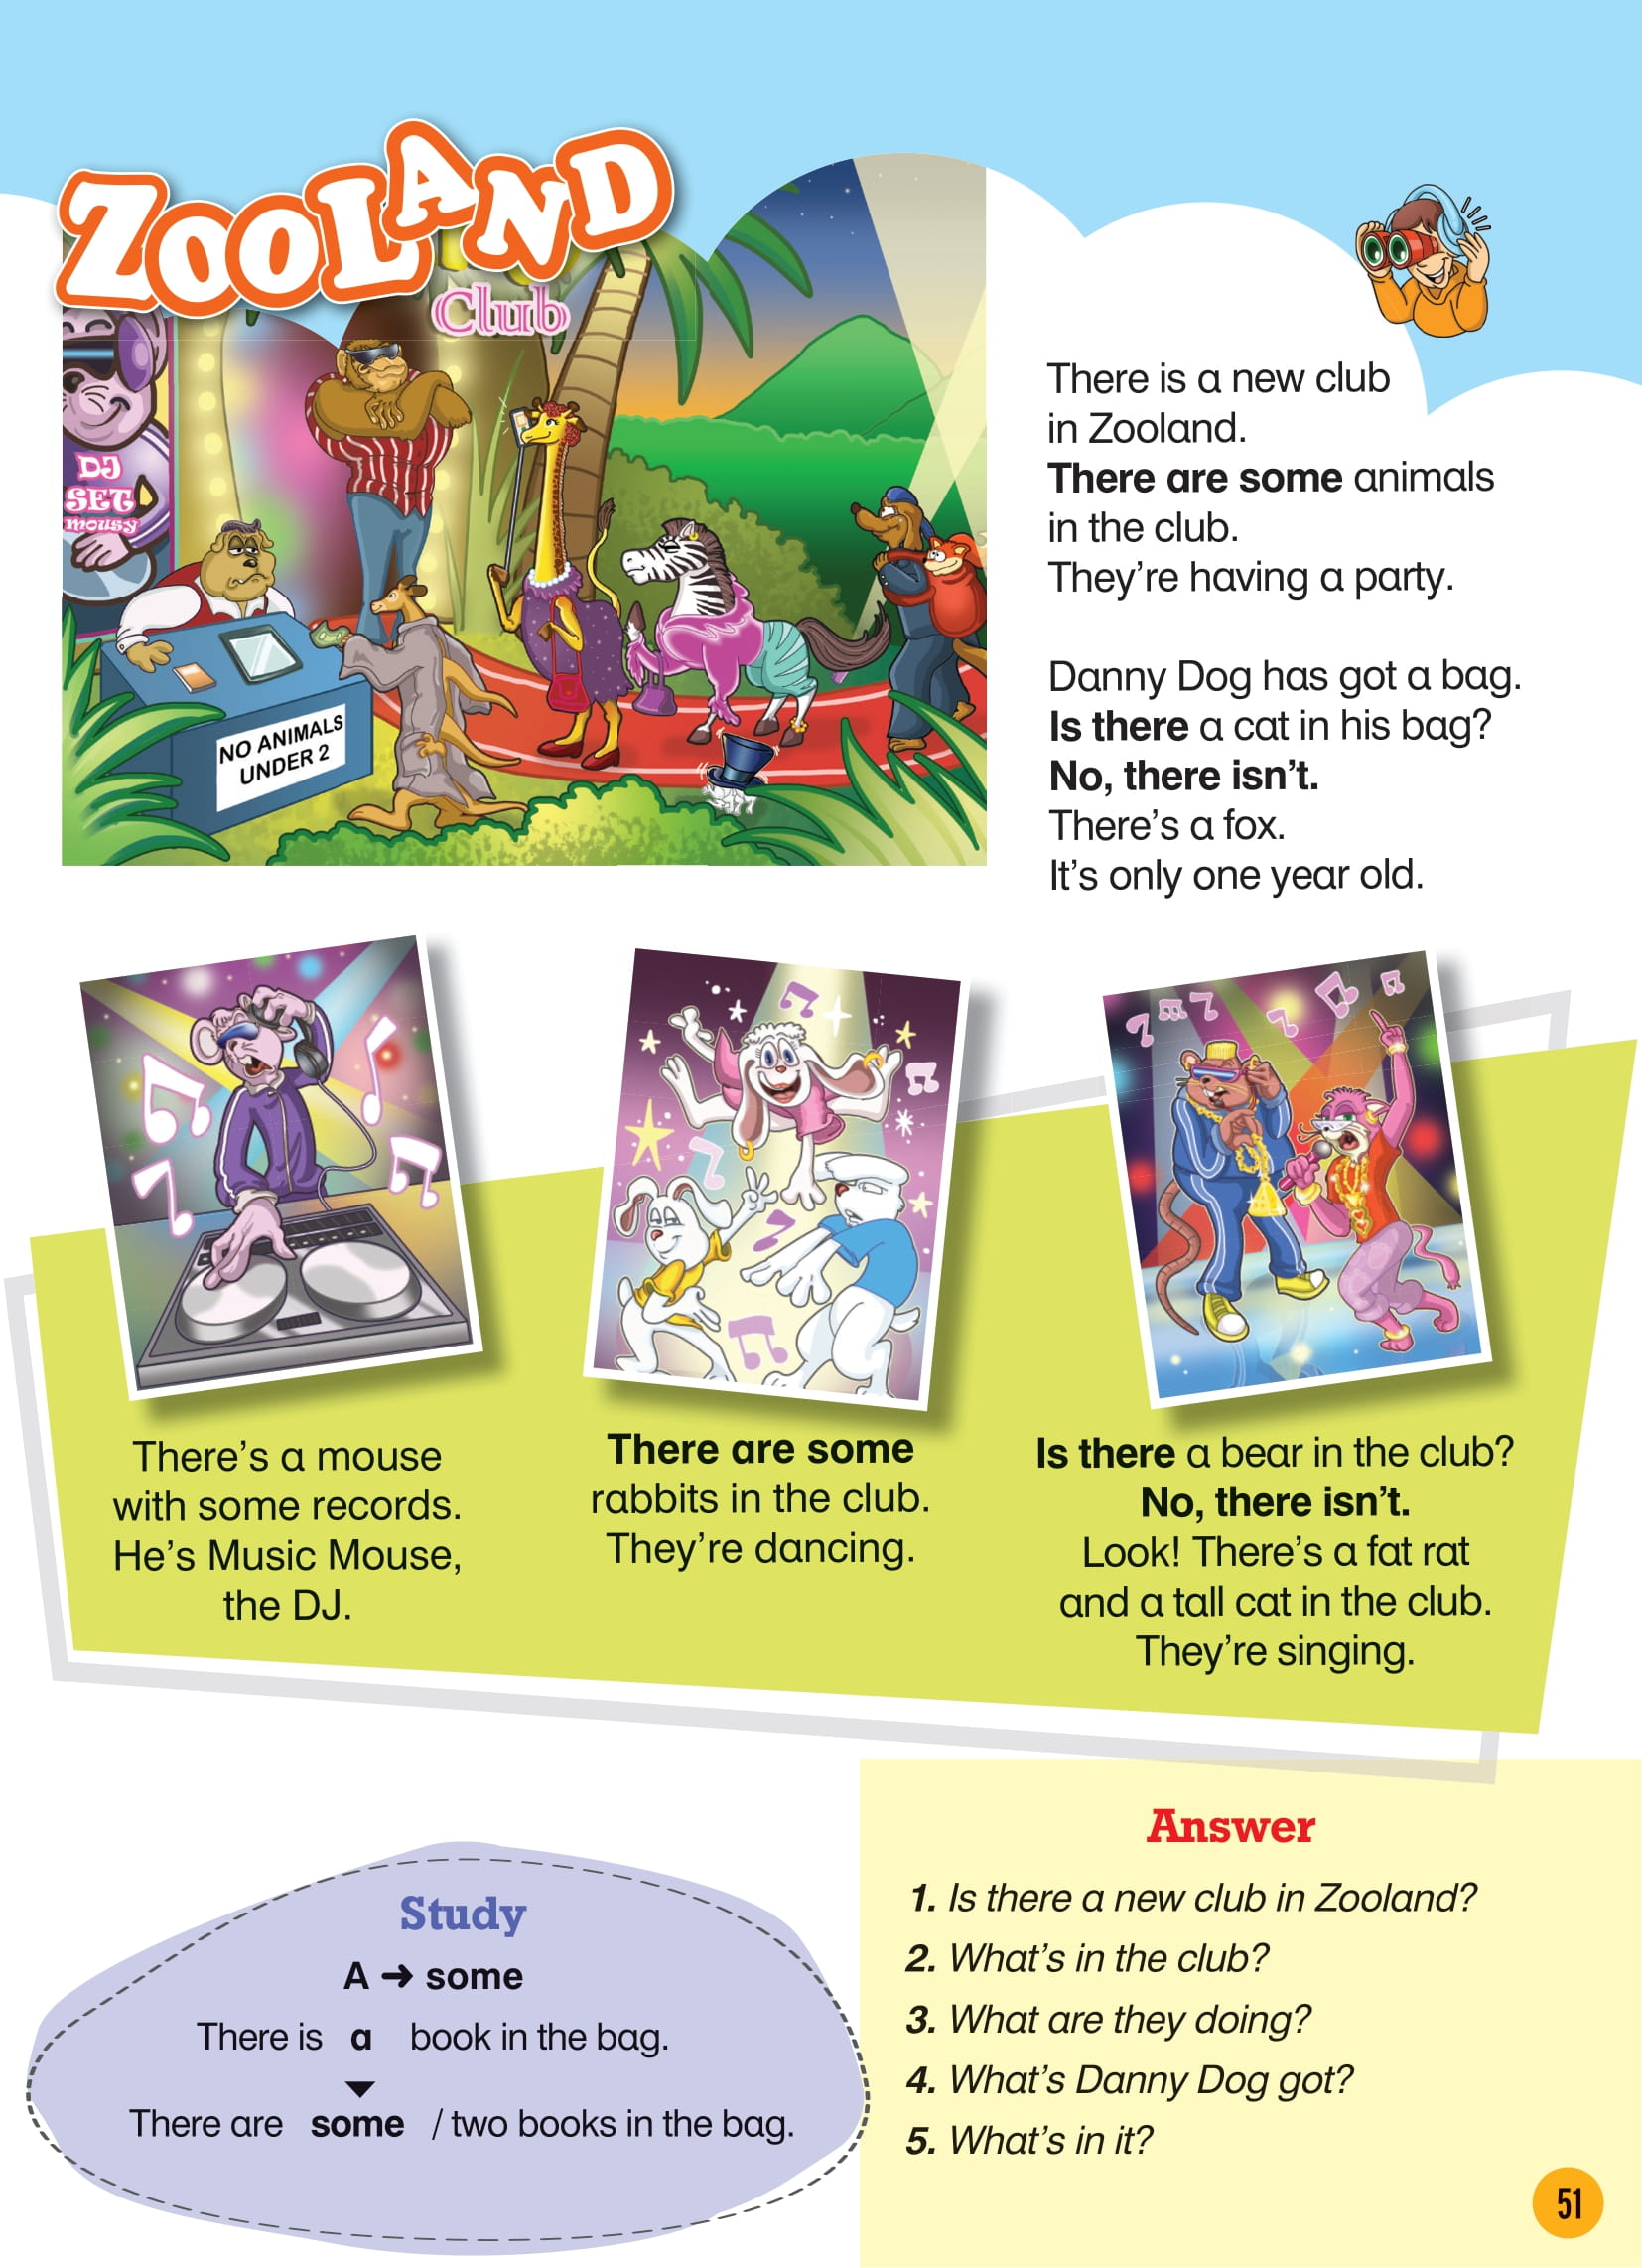 ZOOLAND
Club
DJ
SET
mousy
NO ANIMALS
UNDER 2
There is a new club
in Zooland.
There are some animals
in the club.
They're having a party.
Danny Dog has got a bag.
Is there a cat in his bag?
No, there isn't.
There's a fox.
It's only one year old.
There's a mouse
with some records.
He's Music Mouse,
the DJ.
There are some
rabbits in the club.
They're dancing.
Is there a bear in the club?
No, there isn't.
Look! There's a fat rat
and a tall cat in the club.
They're singing.
Study
A ➜ some
There is a book in the bag.
There are some / two books in the bag.
Answer
1. Is there a new club in Zooland?
2. What's in the club?
3. What are they doing?
4. What's Danny Dog got?
5. What's in it?
51